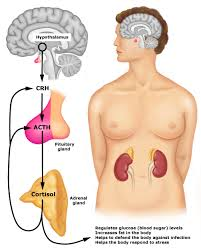 Hypothalamus
CRH
ACTH
Pituitary
gland
Cortisol
Adrenal
gland
Regulates glucose (blood sugar) levels
Increases fat in the body
Helps to defend the body against infection
Helps the body respond to stress